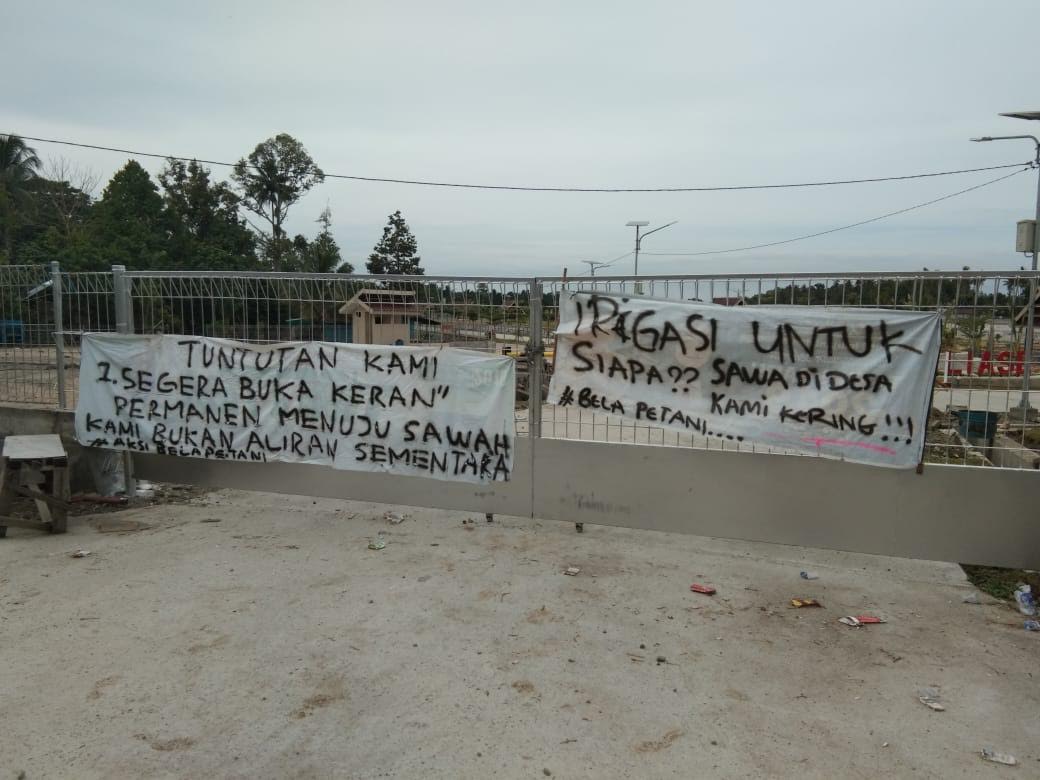 TUNTUTAN KAMI
1. SEGERA BUKA KERAN"
PERMANEN MENUJU SAWAH
KAMI BUKAN ALIRAN SEMENTARA
#AKSI BELA PETANI
IRIGASI UNTUK
SIAPA?? SAWA DI DESA
KAMI KERING!!!
# BELA PETANI.....